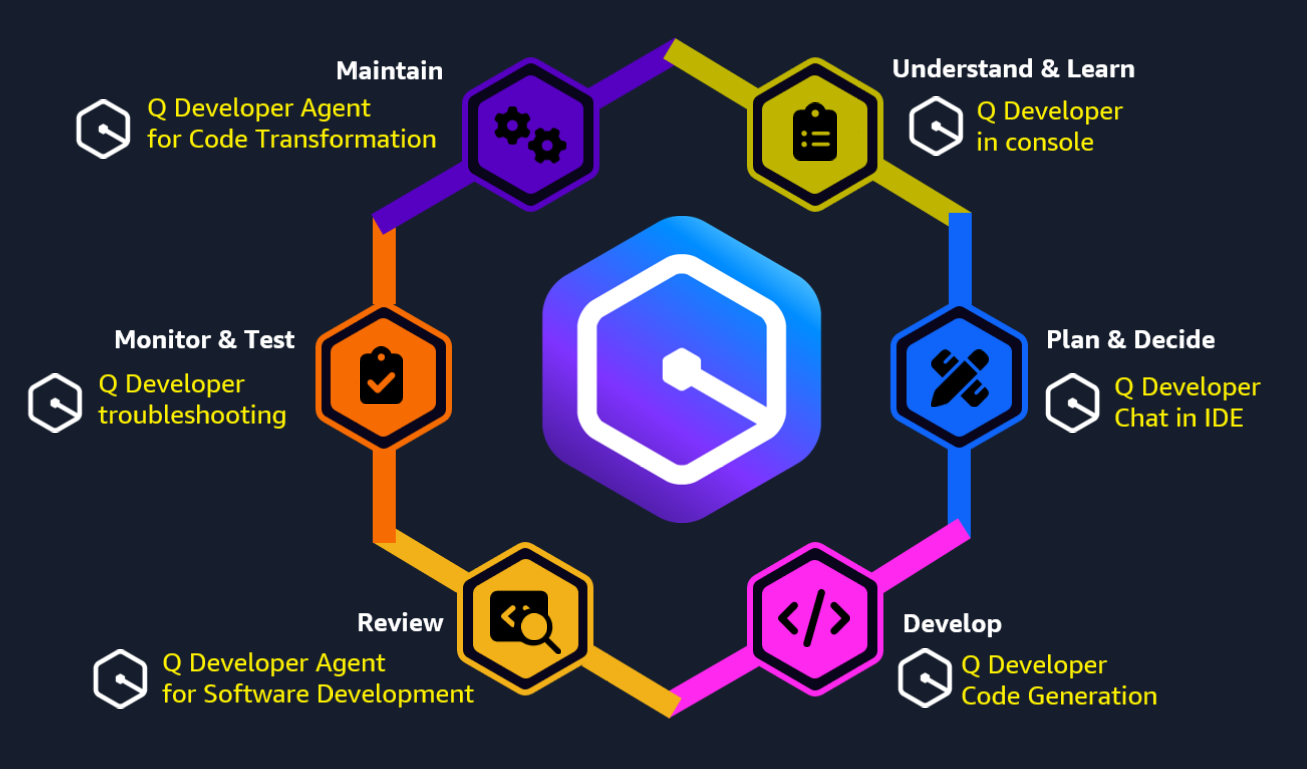 Maintain
Q Developer Agent
for Code Transformation
Understand & Learn
Q Developer
in console
Monitor & Test
Q Developer
troubleshooting
Plan & Decide
Q Developer
Chat in IDE
Review
Q Developer Agent
for Software Development
Develop
Q Developer
Code Generation